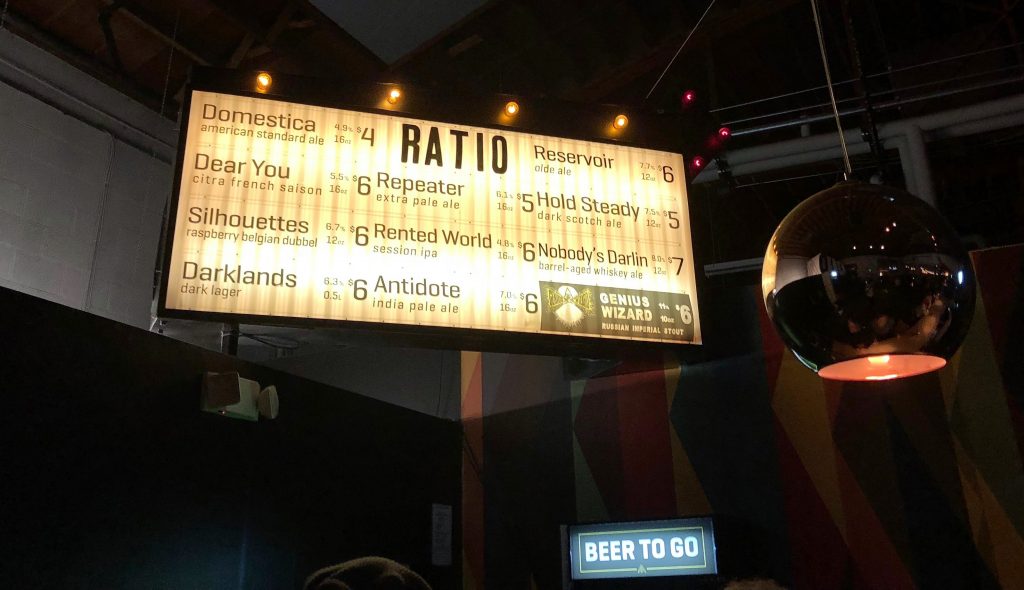 RATIO
Domestica 4.9% $4
american standard ale 16oz
Dear You 5.5% $6
citra french saison 16oz
Silhouettes 6.7% $6
raspberry belgian dubbel 12oz
Darklands 6.3% $6
dark lager 0.5L
Repeater 6.1% $5
extra pale ale 16oz
Rented World 4.8% $6
session ipa 16oz
Antidote 7.0% $6
india pale ale 16oz
Reservoir 7.7% $6
olde ale 12oz
Hold Steady 7.5% $5
dark scotch ale 12oz
Nobody's Darlin $7
barrel-aged whiskey ale 12oz
GENIUS
WIZARD 11% 10oz $6
RUSSIAN IMPERIAL STOUT
BEER TO GO